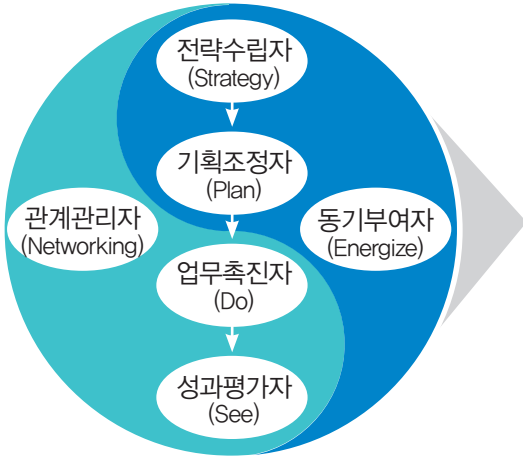 전략수립자
(Strategy)
기획조정자
(Plan)
관계관리자
(Networking)
동기부여자
(Energize)
업무촉진자
(Do)
성과평가자
(See)